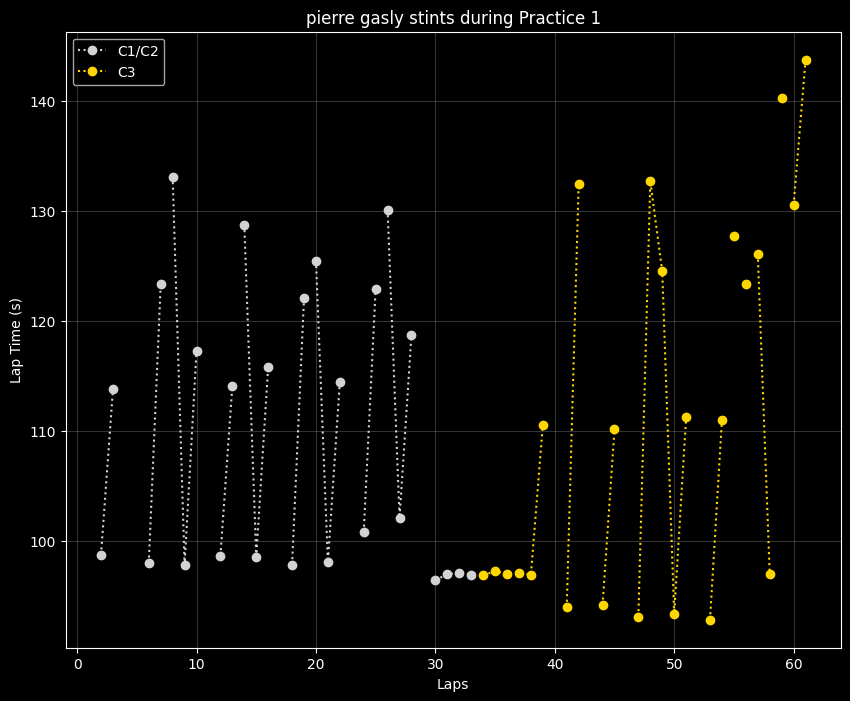 pierre gasly stints during Practice 1
C1/C2
C3
140
130
120
110
100
Lap Time (s)
0 10 20 30 40 50 60
Laps